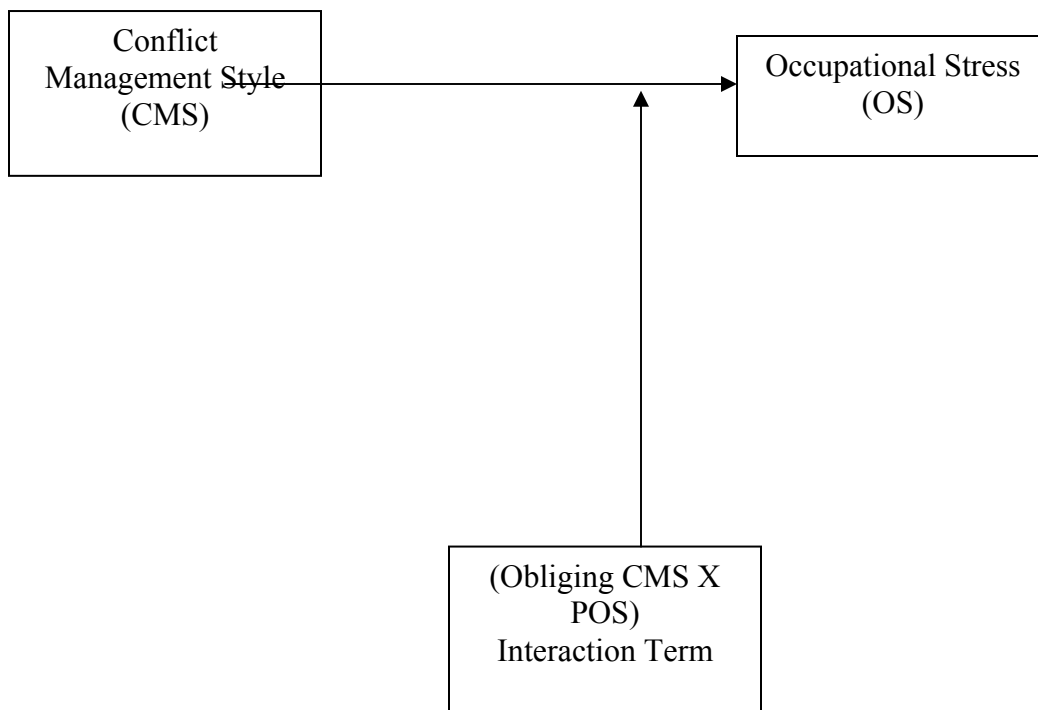 Conflict
Management Style
(CMS)
Occupational Stress
(OS)
(Obliging CMS X
POS)
Interaction Term